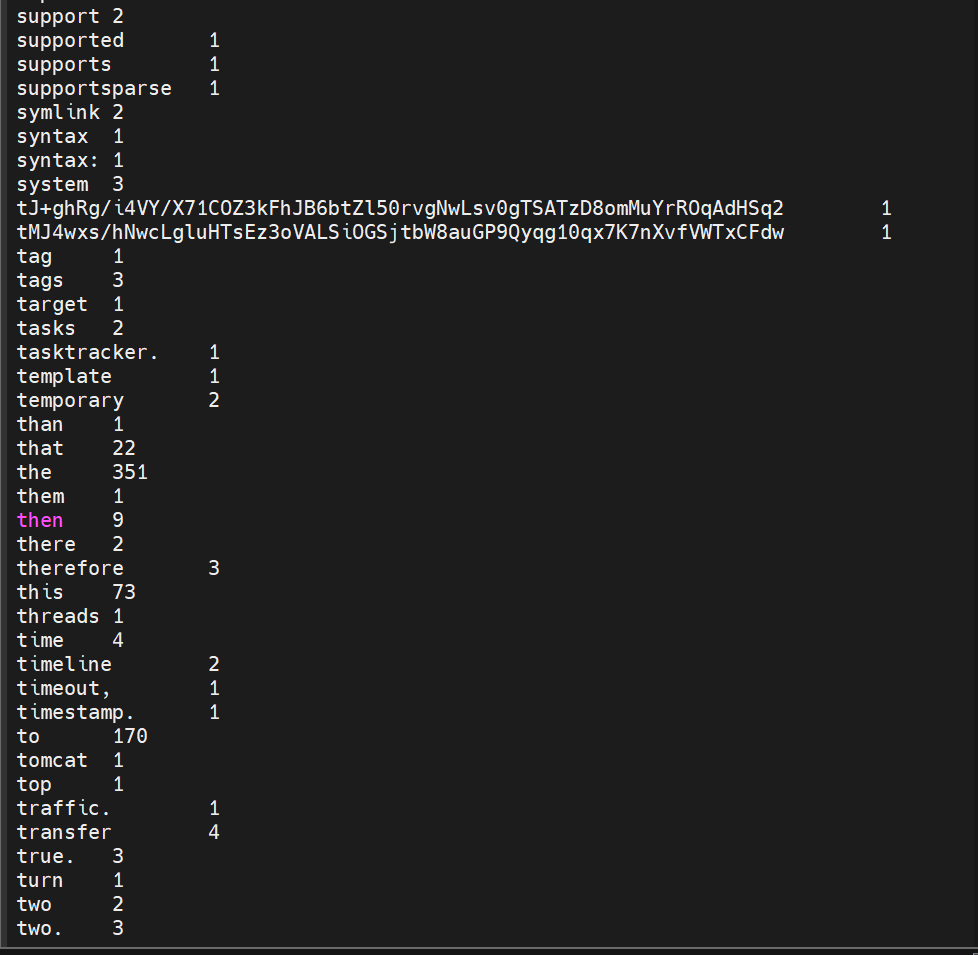 support 2
supported 1
supports 1
supportsparse 1
symlink 2
syntax 1
syntax: 1
system 3
tJ+ghRg/i4VY/X71COZ3kFhJB6btZl50rvgNwLsv0gTSATzD8omMuYrROqAdHSq2 1
tMJ4wxs/hNwcLgluHTsEz3oVALSiOGSjtbW8auGP9Qyqg10qx7K7nXvfVWTxCFdw 1
tag 1
tags 3
target 1
tasks 2
tasktracker. 1
template 1
temporary 2
than 1
that 22
the 351
them 1
then 9
there 2
therefore 3
this 73
threads 1
time 4
timeline 2
timeout, 1
timestamp. 1
to 170
tomcat 1
top 1
traffic. 1
transfer 4
true. 3
turn 1
two 2
two. 3